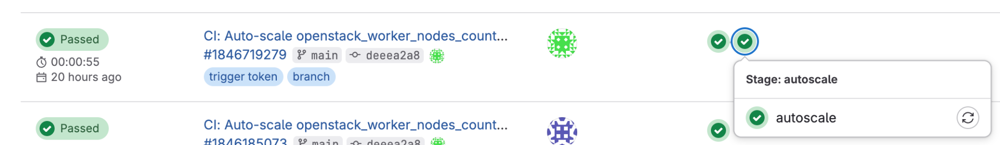 Passed
CI: Auto-scale openstack_worker_nodes_count...
00:00:55
#1846719279 main deeea2a8
20 hours ago
trigger token branch
Stage: autoscale
autoscale
Passed
CI: Auto-scale openstack_worker_nodes_count...
#1846185073 main deeea2a8